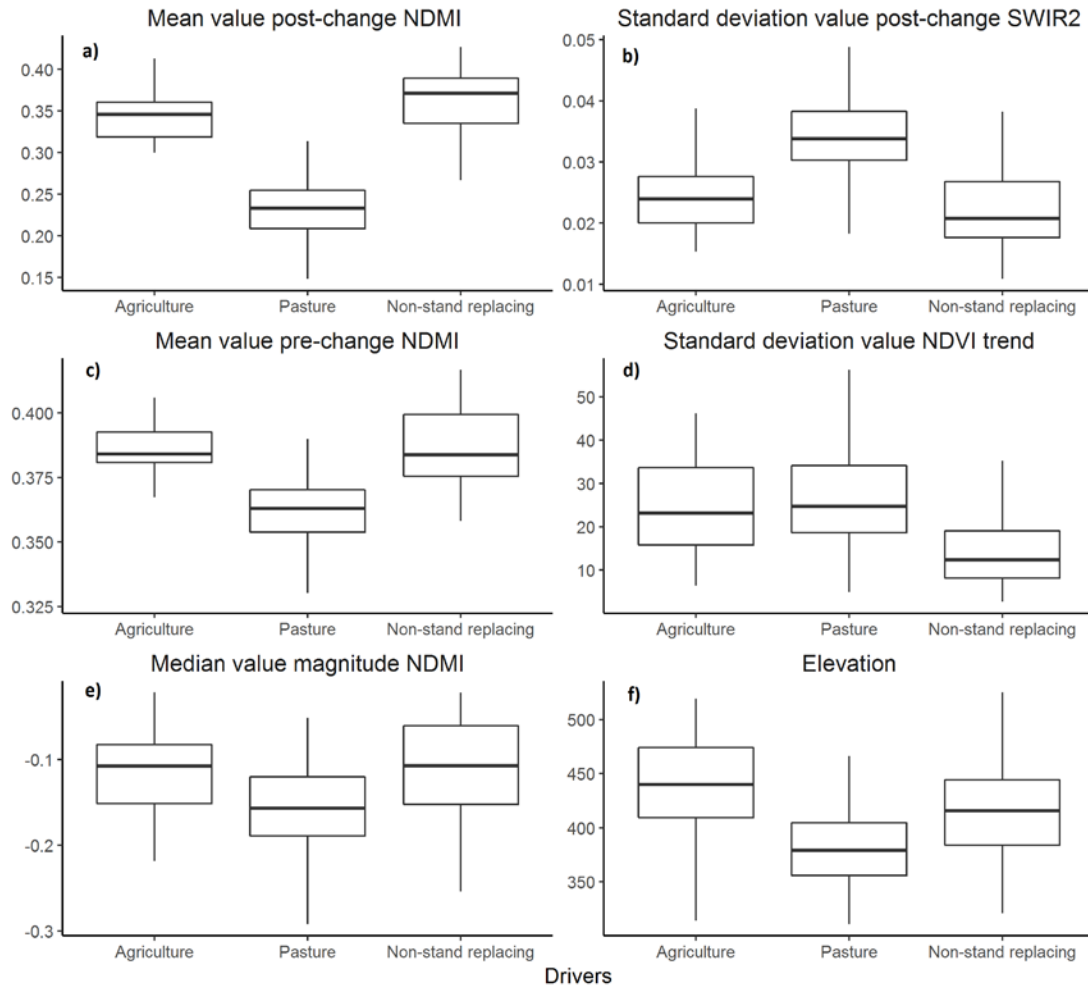 Mean value post-change NDMI
a)
0.40
0.35
0.30
0.25
0.20
0.15
Agriculture Pasture Non-stand replacing
Standard deviation value post-change SWIR2
b)
0.05
0.04
0.03
0.02
0.01
Agriculture Pasture Non-stand replacing
Mean value pre-change NDMI
c)
0.400
0.375
0.350
0.325
Agriculture Pasture Non-stand replacing
Standard deviation value NDVI trend
d)
50
40
30
20
10
Agriculture Pasture Non-stand replacing
Median value magnitude NDMI
e)
-0.1
-0.2
-0.3
Agriculture Pasture Non-stand replacing
Elevation
f)
500
450
400
350
Agriculture Pasture Non-stand replacing
Drivers